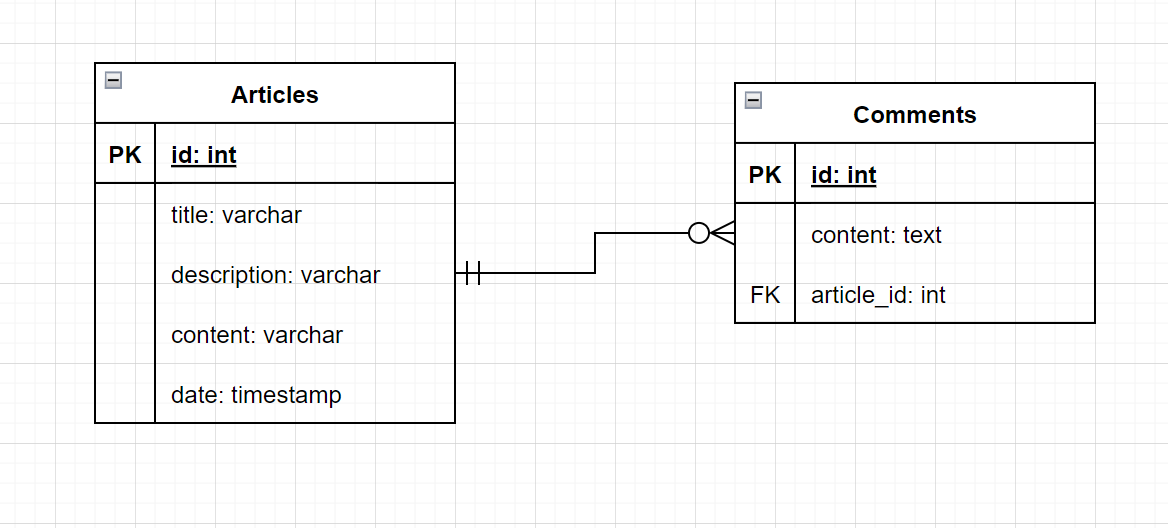 Articles
PK id: int
title: varchar
description: varchar
content: varchar
date: timestamp
Comments
PK id: int
content: text
FK article_id: int